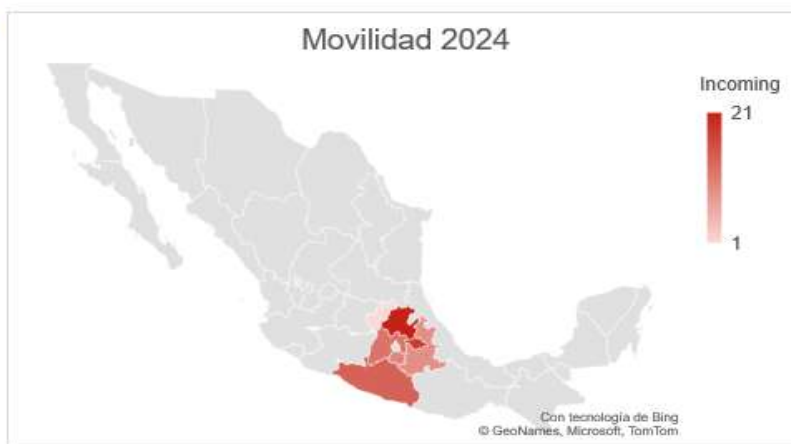 Movilidad 2024
Incoming
21
1
Con tecnología de Bing
© GeoNames, Microsoft, TomTom